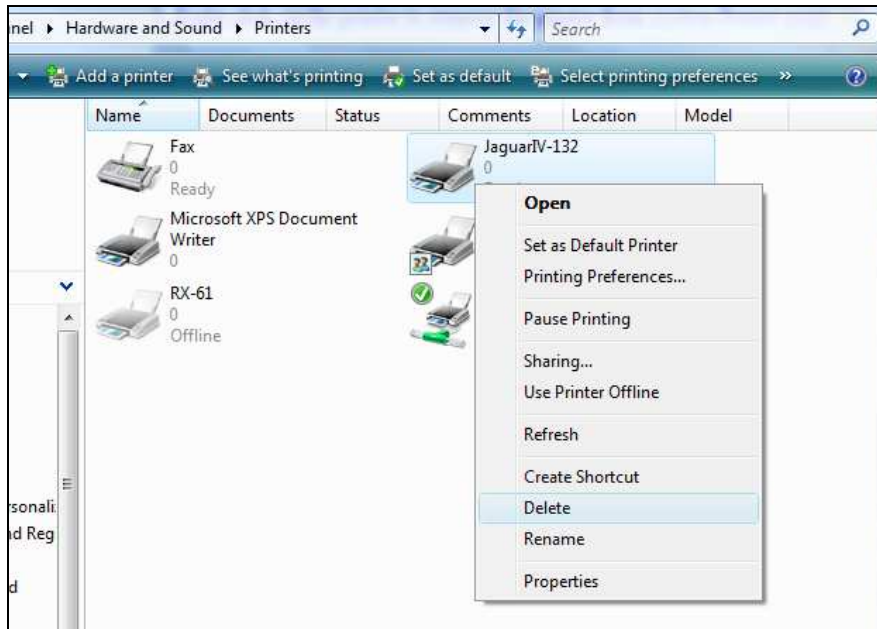 nel ▸ Hardware and Sound ▸ Printers Search
Add a printer See what's printing Set as default Select printing preferences »
Name Documents Status Comments Location Model
Fax
0
Ready
Microsoft XPS Document
Writer
0
RX-61
0
Offline
JaguarIV-132
0
Open
Set as Default Printer
Printing Preferences...
Pause Printing
Sharing...
Use Printer Offline
Refresh
Create Shortcut
Delete
Rename
Properties
rsonali
nd Reg
d